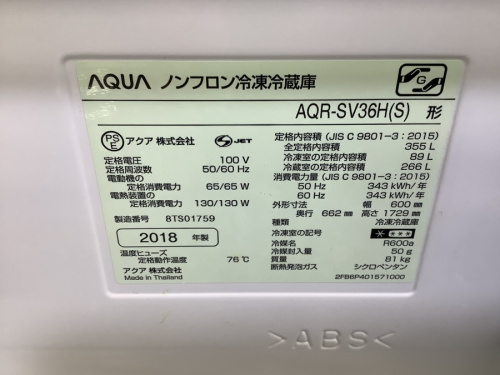 AQUA ノンフロン冷凍冷蔵庫
AQR-SV36H(S) 形
G
PS
E
アクア 株式会社
JET
定格電圧 100 V
定格周波数 50/60 Hz
電動機の
定格消費電力 65/65 W
電熱装置の
定格消費電力 130/130 W
製造番号 8TS01759
2018 年製
温度ヒューズ
定格動作温度 76℃
アクア 株式会社
Made in Thailand
定格内容積 (JIS C 9801-3：2015)
全定格内容積 355 L
冷凍室の定格内容積 89 L
冷蔵室の定格内容積 266 L
消費電力量 (JIS C 9801-3：2015)
50 Hz 343 kWh/年
60 Hz 343 kWh/年
外形寸法 幅 600 mm
奥行 662 mm 高さ 1729 mm
種類 冷凍冷蔵庫
冷凍室の記号
冷媒名 R600a
冷媒封入量 50 g
質量 81 kg
断熱発泡ガス シクロペンタン
2FB6P401571000
>ABS<